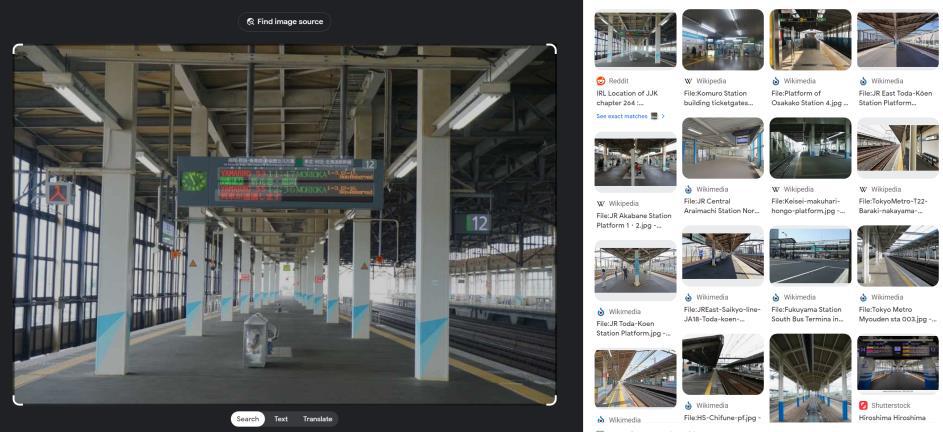 Find image source
12
YAMABIKO 53 11:47 MORIOKA
12
Search
Text
Translate
Reddit
IRL Location of JJK
chapter 264 :...
See exact matches
Wikipedia
File:Komuro Station
building ticketgates...
Wikimedia
File:Platform of
Osakako Station 4.jpg ...
Wikimedia
File:JR East Toda-Kōen
Station Platform...
Wikipedia
File:JR Akabane Station
Platform 1・2.jpg -...
Wikimedia
File:JR Central
Araimachi Station Nor...
Wikipedia
File:Keisei-makuhari-
hongo-platform.jpg -...
Wikipedia
File:TokyoMetro-T22-
Baraki-nakayama-...
Wikimedia
File:JR Toda-Koen
Station Platform.jpg -...
Wikimedia
File:JREast-Saikyo-line-
JA18-Toda-koen-...
Wikimedia
File:Fukuyama Station
South Bus Termina in...
Wikimedia
File:Tokyo Metro
Myouden sta 003.jpg -...
Wikimedia
Wikimedia
File:HS-Chifune-pf.jpg -
Shutterstock
Hiroshima Hiroshima